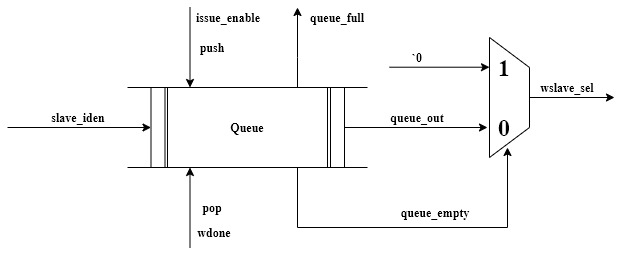 issue_enable
queue_full
push
`0
1
wslave_sel
slave_iden
Queue
queue_out
0
pop
queue_empty
wdone